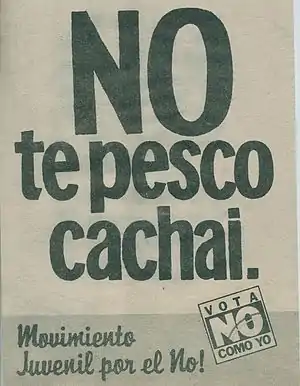 NO
te pesco
cachai.
Movimiento
Juvenil por el No!
VOTA
NO
COMO YO